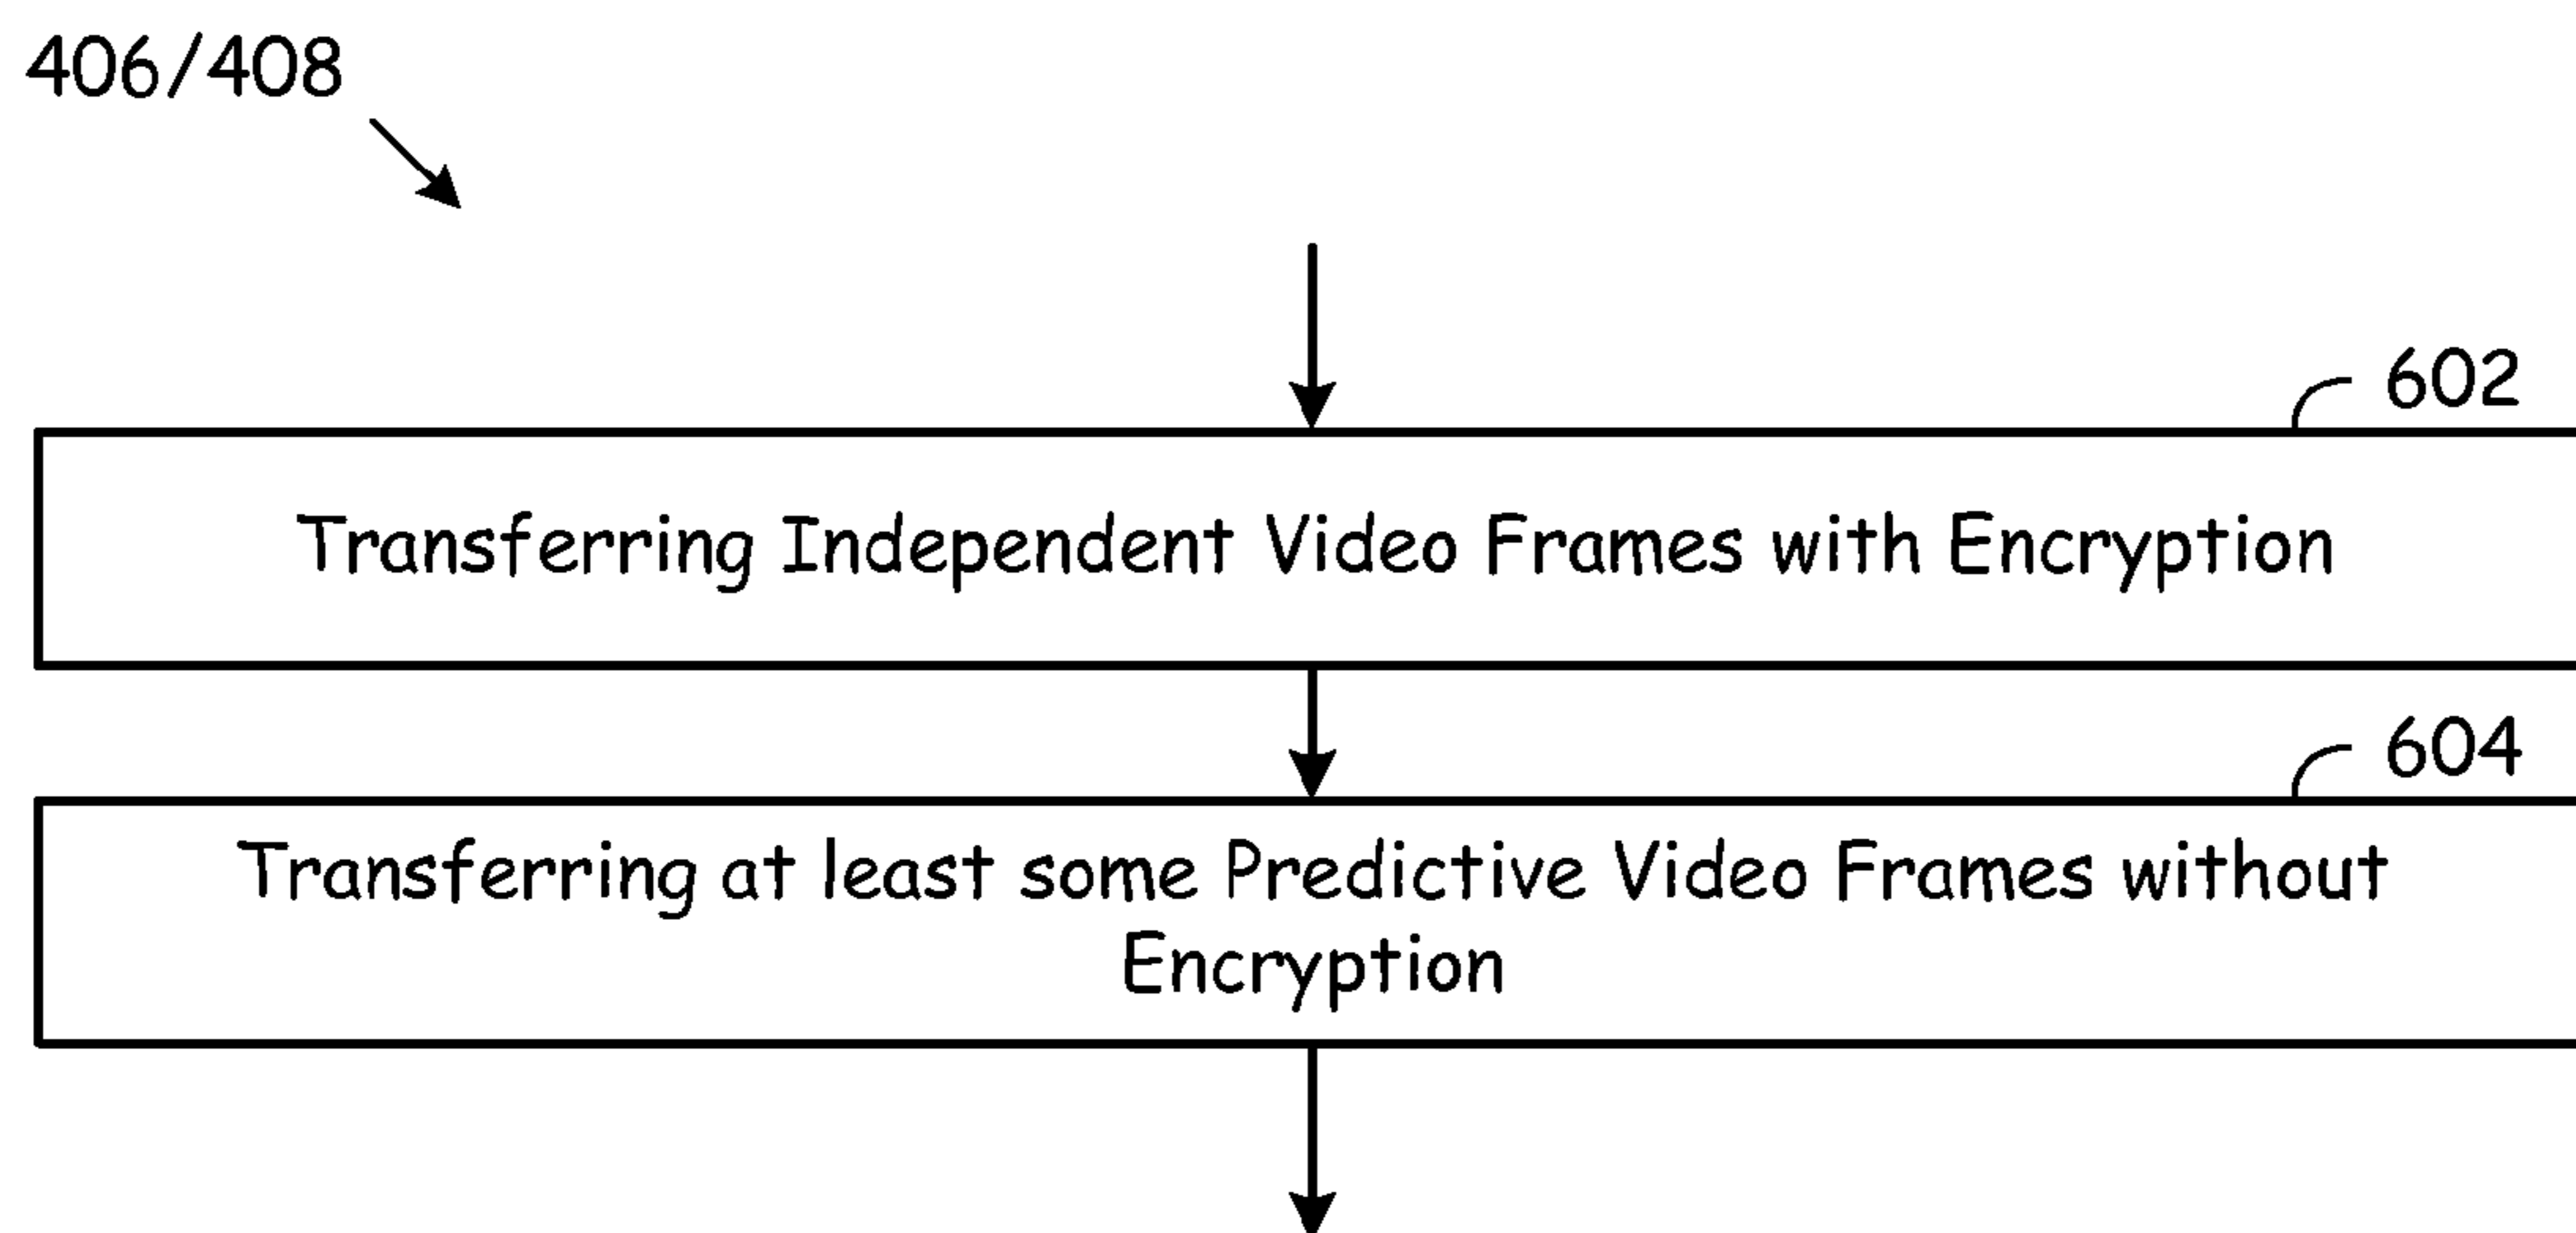 406/408
602
Transferring Independent Video Frames with Encryption
604
Transferring at least some Predictive Video Frames without
Encryption